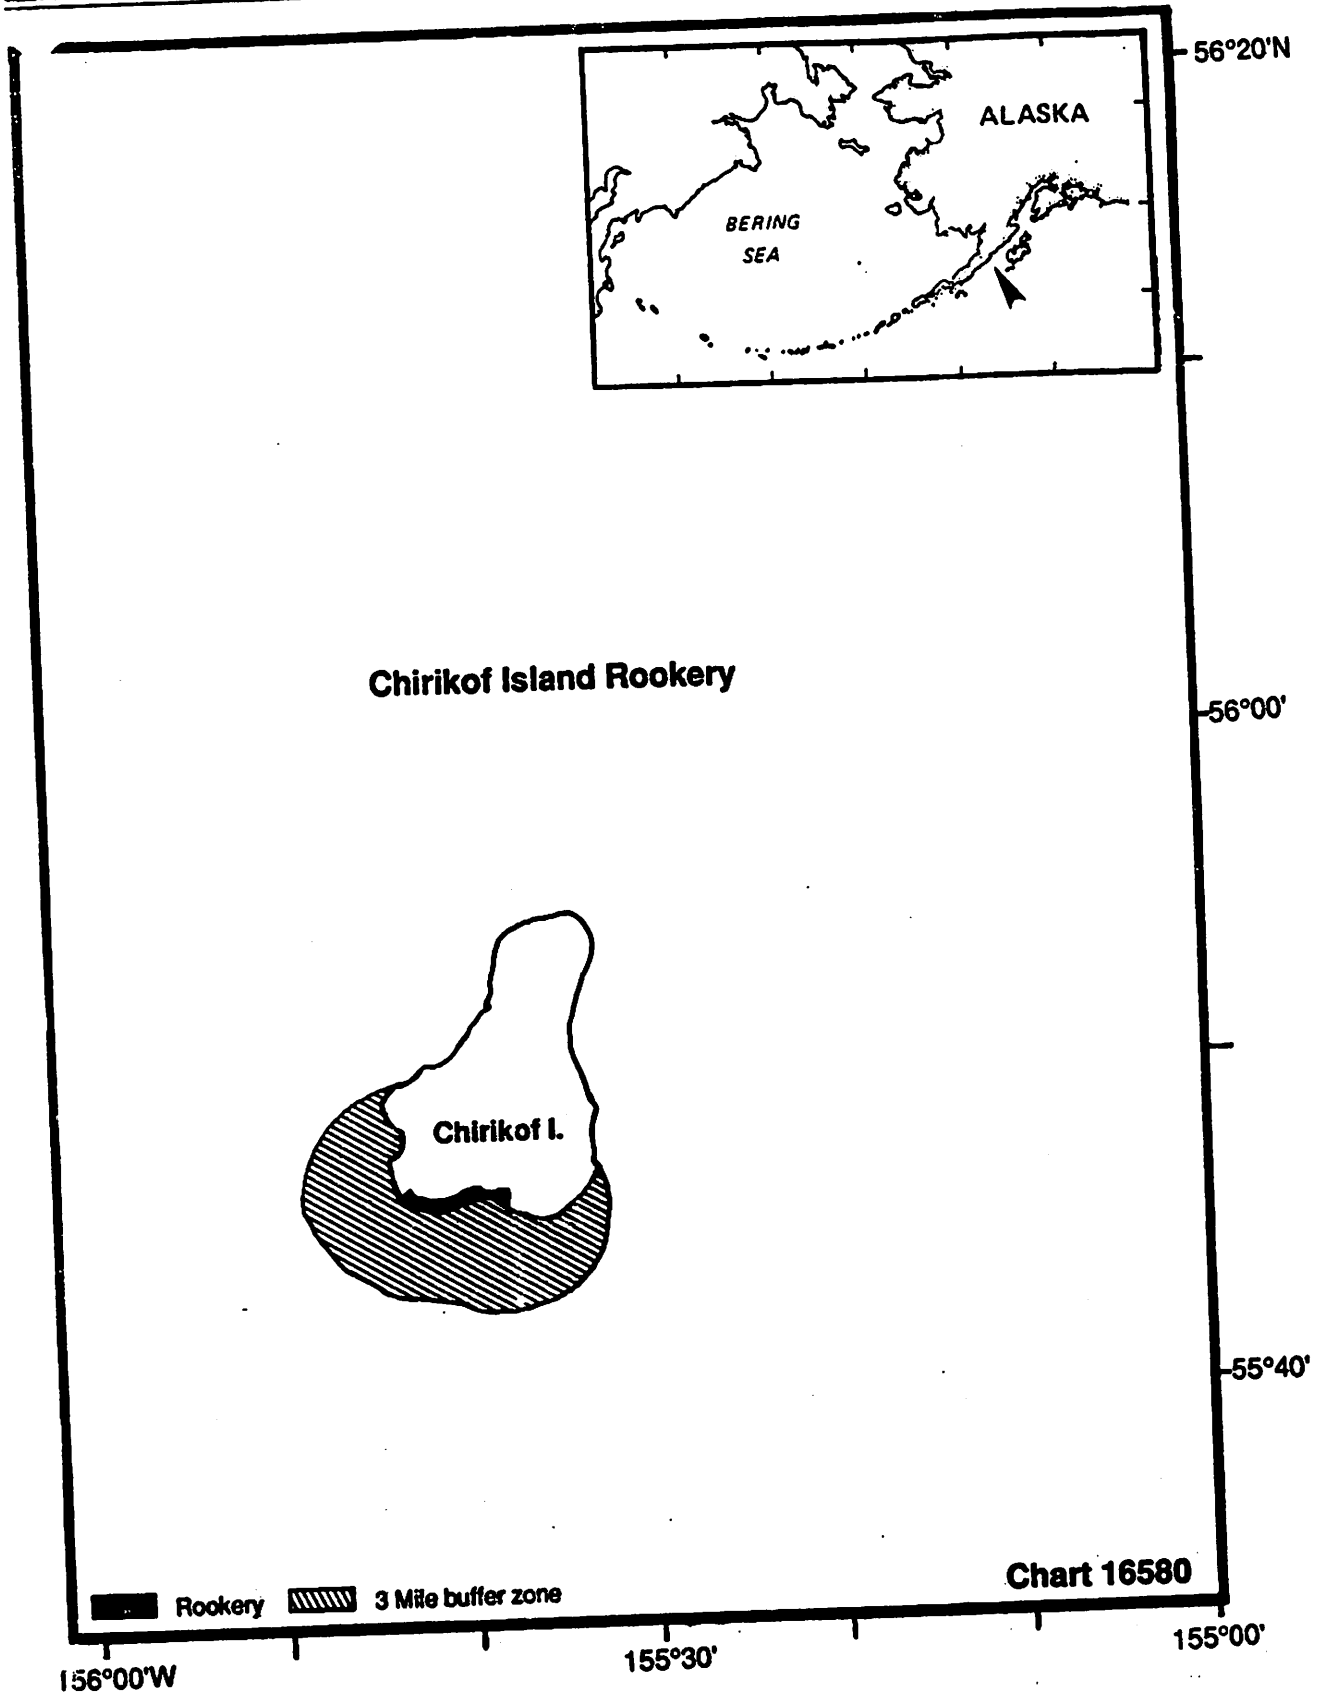 56°20'N
ALASKA
BERING
SEA
Chirikof Island Rookery
56°00'
Chirikof I.
55°40'
Chart 16580
Rookery
3 Mile buffer zone
156°00'W
155°30'
155°00'